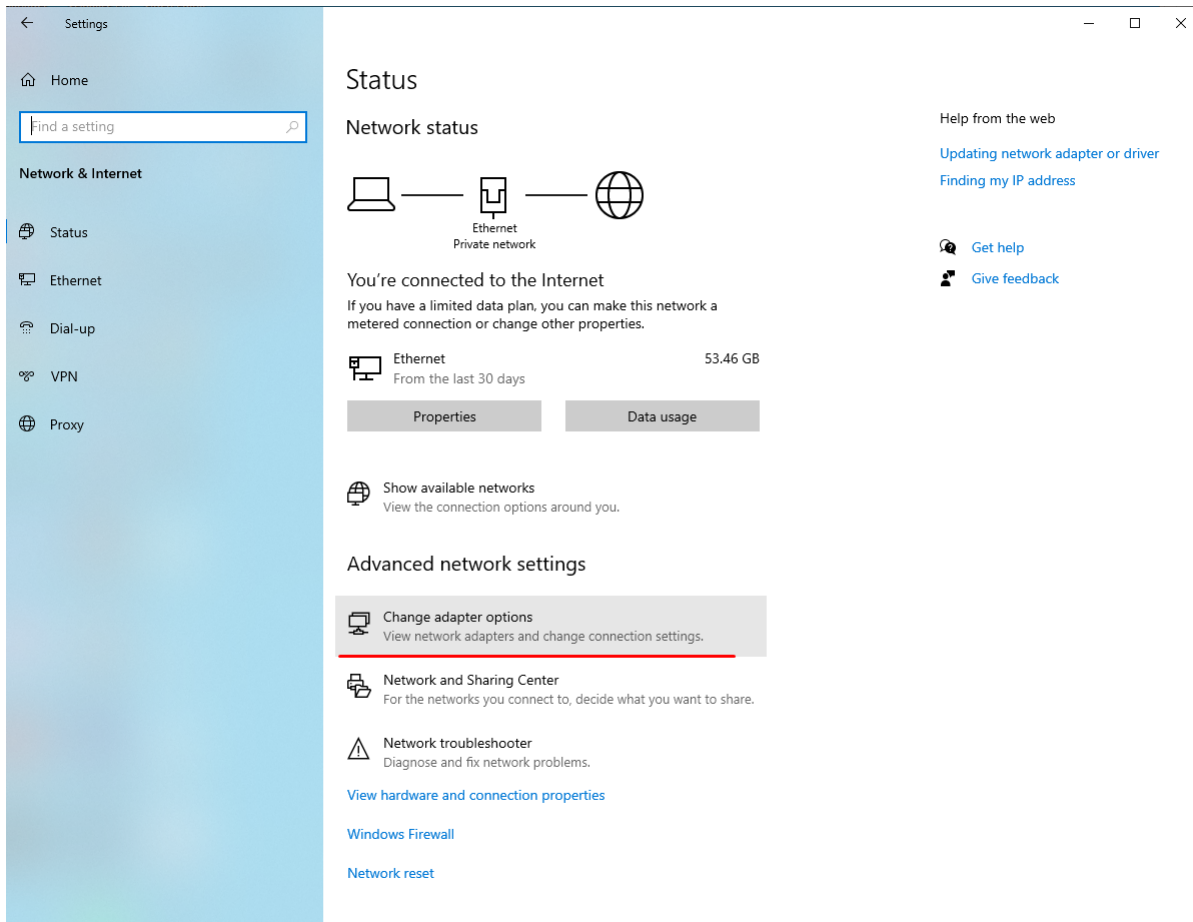 Settings
Home
Find a setting
Network & Internet
Status
Ethernet
Dial-up
VPN
Proxy
Status
Network status
Ethernet
Private network
You're connected to the Internet
If you have a limited data plan, you can make this network a
metered connection or change other properties.
Ethernet
53.46 GB
From the last 30 days
Properties
Data usage
Show available networks
View the connection options around you.
Advanced network settings
Change adapter options
View network adapters and change connection settings.
Network and Sharing Center
For the networks you connect to, decide what you want to share.
Network troubleshooter
Diagnose and fix network problems.
View hardware and connection properties
Windows Firewall
Network reset
Help from the web
Updating network adapter or driver
Finding my IP address
Get help
Give feedback